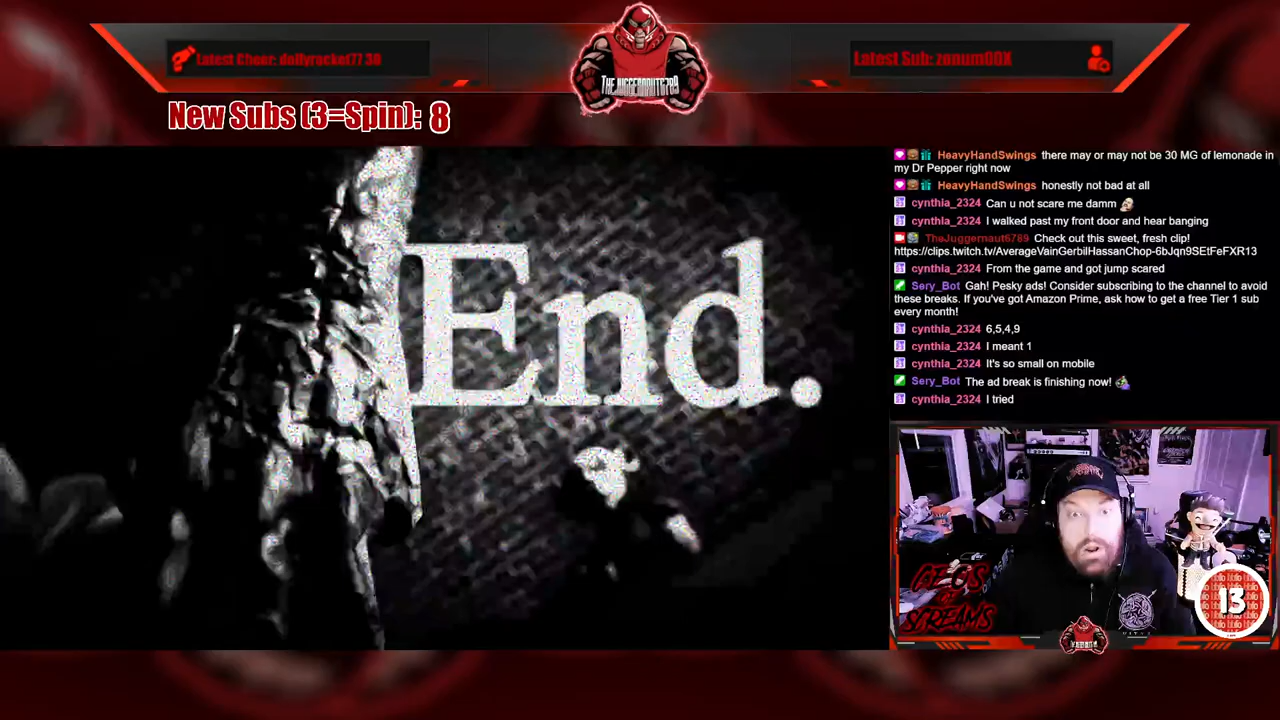 Latest Cheer: dollyrocket77 30
Latest Sub: zonum00X
THEJUGGERNAUT6789
New Subs (3=Spin): 8
HeavyHandSwings there may or may not be 30 MG of lemonade in
my Dr Pepper right now
HeavyHandSwings honestly not bad at all
cynthia_2324 Can u not scare me damm
cynthia_2324 I walked past my front door and hear banging
TheJuggernaut6789 Check out this sweet, fresh clip!
https://clips.twitch.tv/AverageVainGerbilHassanChop-6bJqn9SEtFeFXR13
cynthia_2324 From the game and got jump scared
Sery_Bot Gah! Pesky ads! Consider subscribing to the channel to avoid
these breaks. If you've got Amazon Prime, ask how to get a free Tier 1 sub
every month!
cynthia_2324 6,5,4,9
cynthia_2324 I meant 1
cynthia_2324 It's so small on mobile
Sery_Bot The ad break is finishing now!
cynthia_2324 I tried
End.
OF
SCREAMS
13